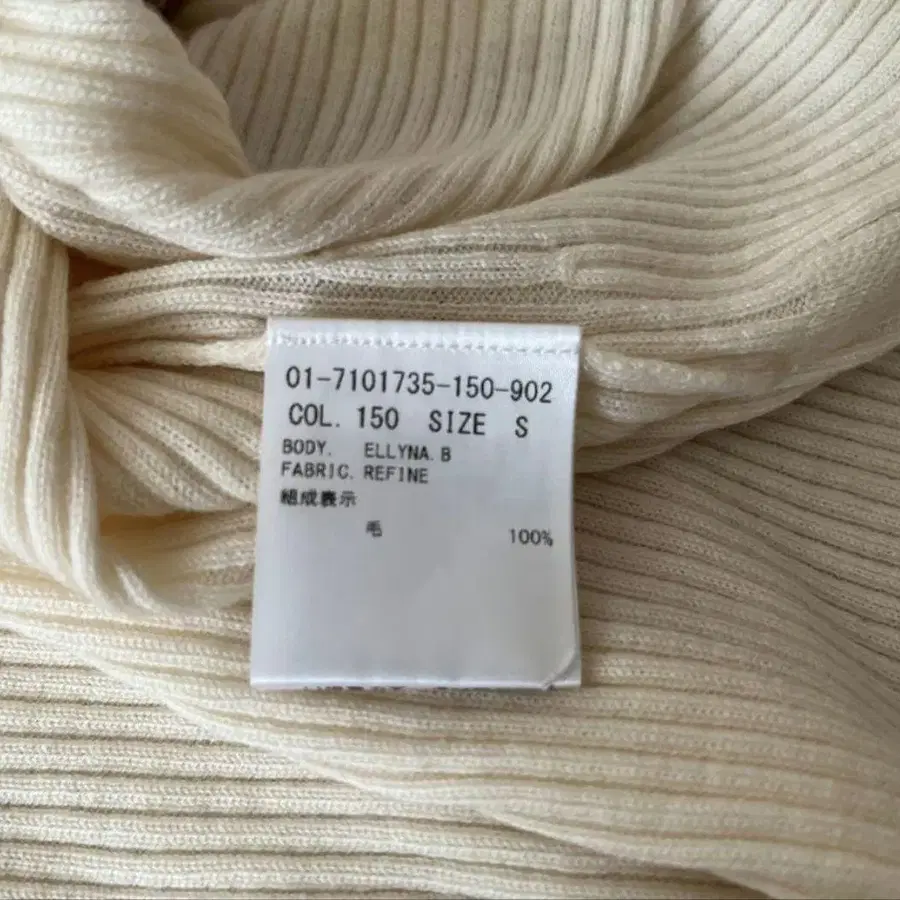 01-7101735-150-902
COL. 150 SIZE S
BODY. ELLYNA.B
FABRIC. REFINE
組成表示
毛 100%